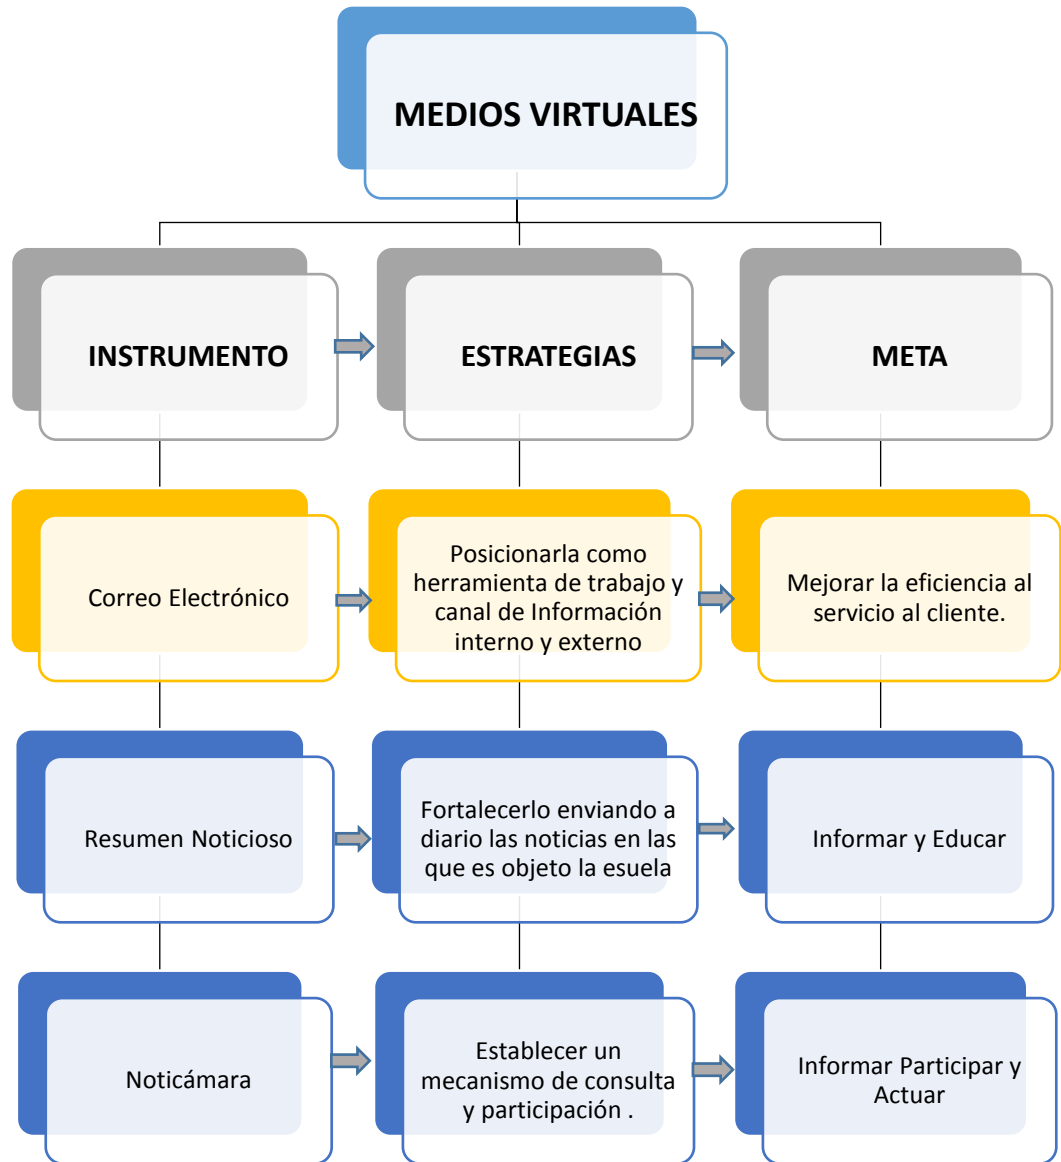 MEDIOS VIRTUALES
INSTRUMENTO
ESTRATEGIAS
META
Correo Electrónico
Posicionarla como
herramienta de trabajo y
canal de Información
interno y externo
Mejorar la eficiencia al
servicio al cliente.
Resumen Noticioso
Fortalecerlo enviando a
diario las noticias en las
que es objeto la esuela
Informar y Educar
Noticámara
Establecer un
mecanismo de consulta
y participación .
Informar Participar y
Actuar